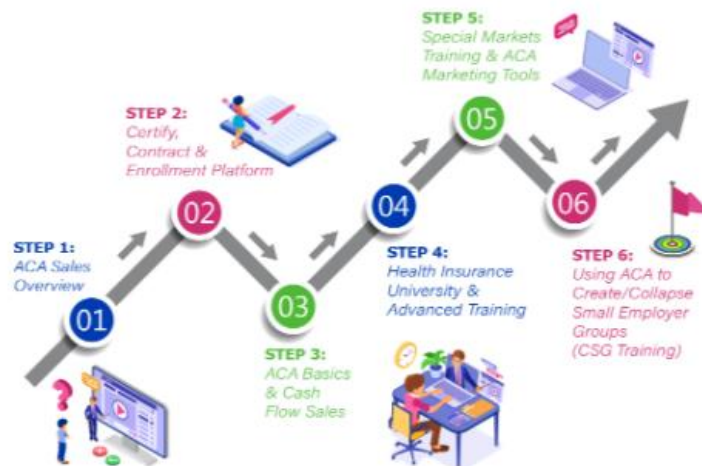 STEP 1:
ACA Sales
Overview
01
STEP 2:
Certify,
Contract &
Enrollment Platform
02
03
STEP 3:
ACA Basics
& Cash
Flow Sales
04
STEP 4:
Health Insurance
University &
Advanced Training
STEP 5:
Special Markets
Training & ACA
Marketing Tools
05
06
STEP 6:
Using ACA to
Create/Collapse
Small Employer
Groups
(CSG Training)
?